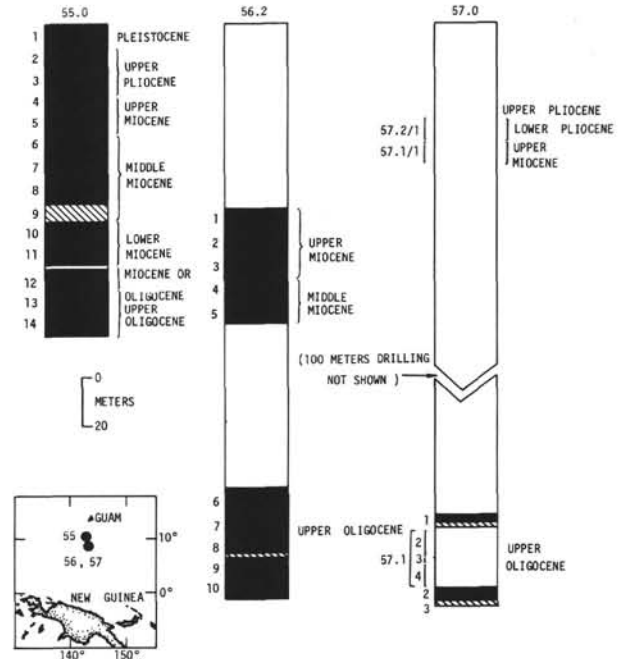 55.0
1 PLEISTOCENE
2
3
UPPER
PLIOCENE
4
5
UPPER
MIOCENE
6
7
8
9
MIDDLE
MIOCENE
10
11
LOWER
MIOCENE
12
MIOCENE OR
OLIGOCENE
13
14
UPPER
OLIGOCENE
0
METERS
20
GUAM
55
56, 57
NEW GUINEA
10°
0°
140° 150°
56.2
1
2
3
UPPER
MIOCENE
4
5
MIDDLE
MIOCENE
6
7
8
9
10
UPPER OLIGOCENE
57.0
UPPER PLIOCENE
57.2/1 LOWER PLIOCENE
57.1/1 UPPER
MIOCENE
(100 METERS DRILLING
NOT SHOWN )
1
57.1
2
3
4
2
3
UPPER
OLIGOCENE